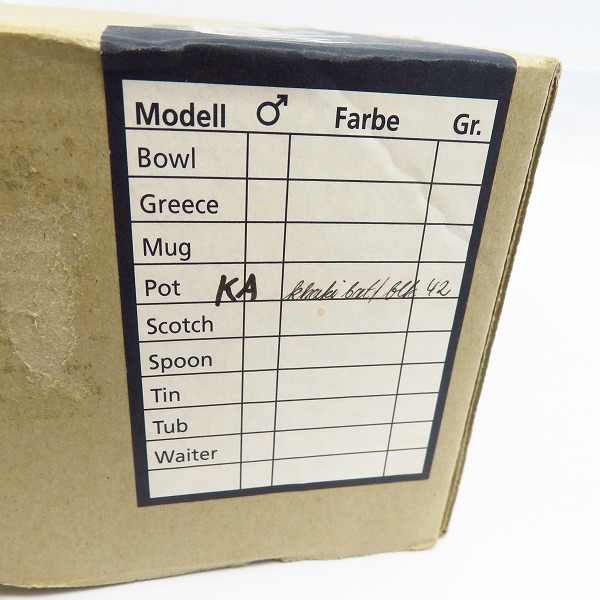 Modell ♂ Farbe Gr.
Bowl
Greece
Mug
Pot KA khaki bat/ blk 42
Scotch
Spoon
Tin
Tub
Waiter